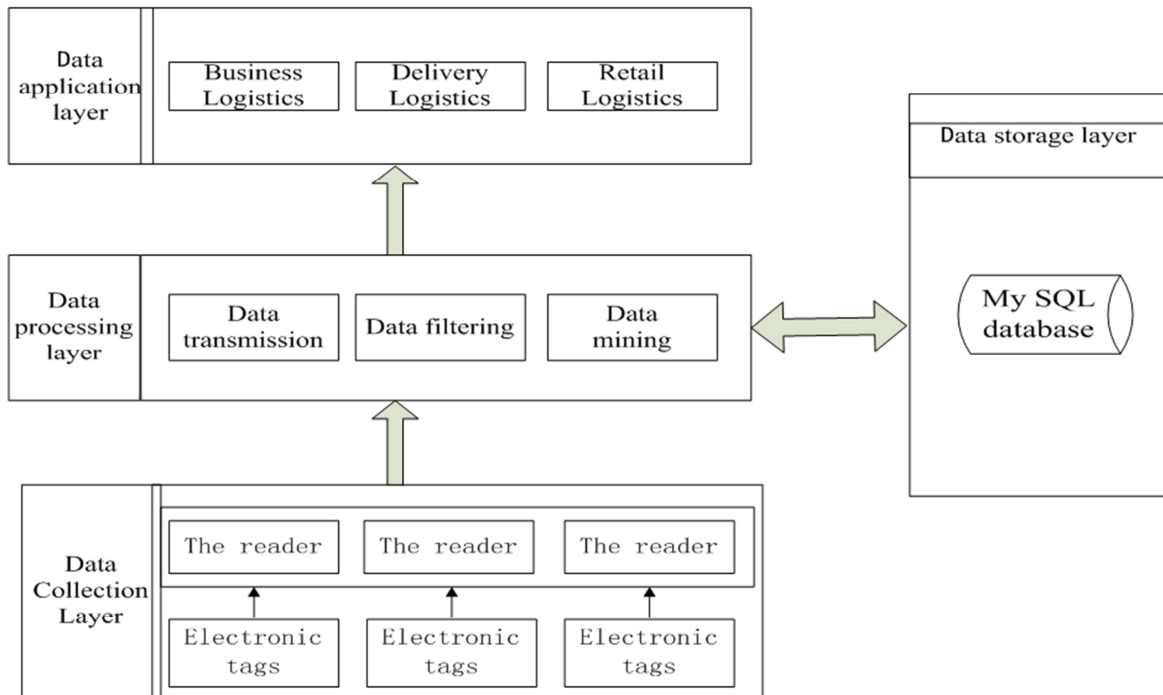 Data
application
layer
Business
Logistics
Delivery
Logistics
Retail
Logistics
Data storage layer
My SQL
database
Data
processing
layer
Data
transmission
Data filtering
Data
mining
Data
Collection
Layer
The reader
The reader
The reader
Electronic
tags
Electronic
tags
Electronic
tags